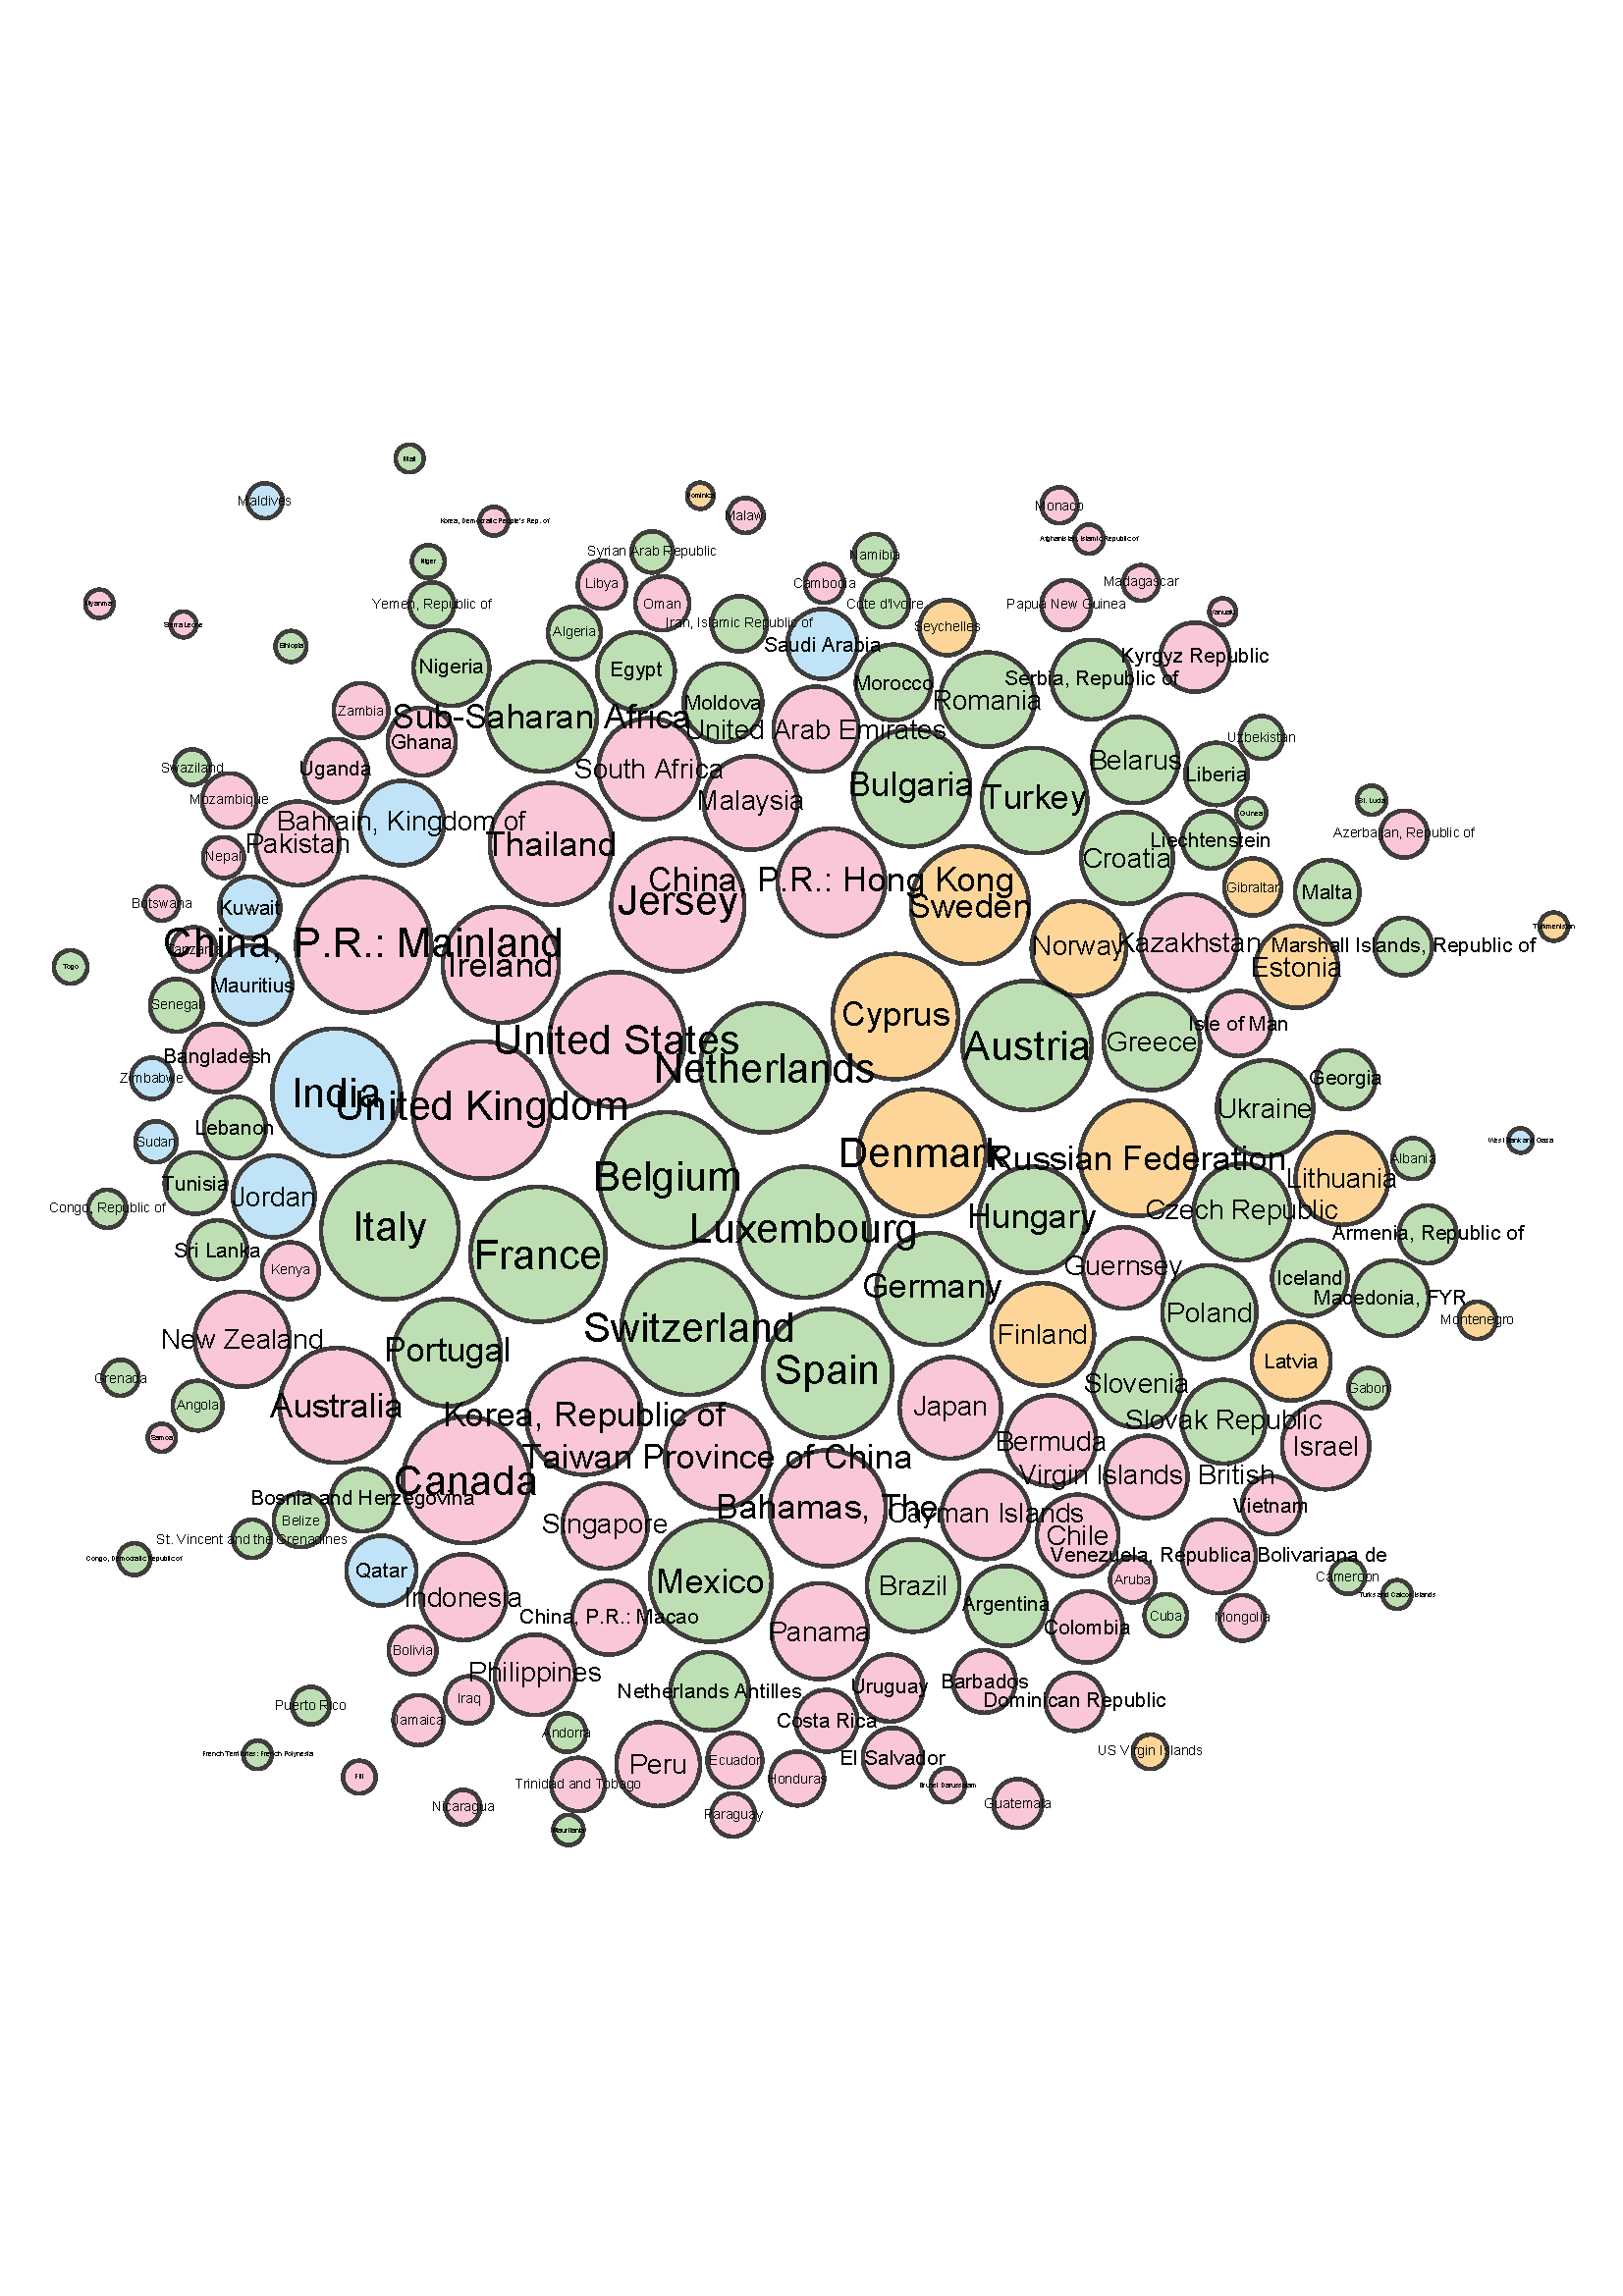 Mali
Dominica
Maldives
Monaco
Malawi
Korea, Democratic People's Rep. of
Afghanistan, Islamic Republic of
Syrian Arab Republic
Namibia
Niger
Libya
Cambodia
Madagascar
Myanmar
Yemen, Republic of
Oman
Cote d'Ivoire
Papua New Guinea
Vanuatu
Sierra Leone
Algeria
Iran, Islamic Republic of
Seychelles
Ethiopia
Saudi Arabia
Kyrgyz Republic
Nigeria
Egypt
Morocco
Serbia, Republic of
Moldova
Romania
Zambia
Sub-Saharan Africa
United Arab Emirates
Ghana
Uzbekistan
Swaziland
Uganda
South Africa
Belarus
Liberia
Bulgaria
Turkey
Mozambique
Malaysia
St. Lucia
Guinea
Bahrain, Kingdom of
Azerbaijan, Republic of
Pakistan
Thailand
Liechtenstein
Nepal
Croatia
China, P.R.: Hong Kong
Gibraltar
Malta
Botswana
Kuwait
Jersey
Sweden
Turkmenistan
China, P.R.: Mainland
Tanzania
Norway
Kazakhstan
Marshall Islands, Republic of
Togo
Ireland
Estonia
Mauritius
Senegal
Cyprus
Isle of Man
United States
Austria
Greece
Bangladesh
Netherlands
Zimbabwe
Georgia
India
United Kingdom
Ukraine
Lebanon
Sudan
West Bank and Gaza
Denmark
Russian Federation
Albania
Belgium
Lithuania
Tunisia
Jordan
Congo, Republic of
Czech Republic
Italy
Luxembourg
Hungary
Armenia, Republic of
Sri Lanka
France
Kenya
Guernsey
Iceland
Germany
Macedonia, FYR
Poland
Montenegro
New Zealand
Switzerland
Finland
Portugal
Latvia
Spain
Grenada
Slovenia
Gabon
Angola
Australia
Korea, Republic of
Japan
Slovak Republic
Samoa
Bermuda
Israel
Taiwan Province of China
Virgin Islands, British
Canada
Bosnia and Herzegovina
Bahamas, The
Vietnam
Cayman Islands
Belize
Singapore
Chile
St. Vincent and the Grenadines
Congo, Democratic Republic of
Venezuela, Republica Bolivariana de
Qatar
Cameroon
Mexico
Brazil
Aruba
Turks and Caicos Islands
Indonesia
Argentina
China, P.R.: Macao
Cuba
Mongolia
Colombia
Panama
Bolivia
Philippines
Barbados
Uruguay
Netherlands Antilles
Iraq
Dominican Republic
Puerto Rico
Jamaica
Costa Rica
Andorra
US Virgin Islands
French Territories: French Polynesia
El Salvador
Ecuador
Peru
Fiji
Honduras
Trinidad and Tobago
Brunei Darussalam
Guatemala
Nicaragua
Paraguay
Mauritania